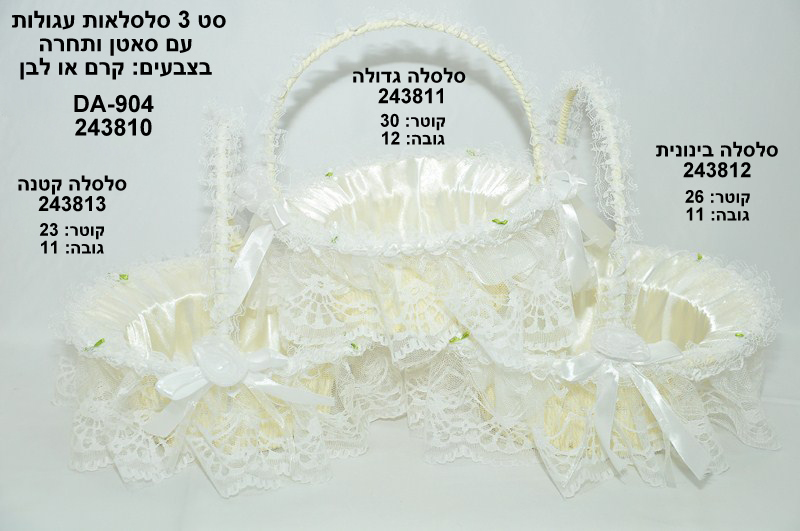 סט 3 סלסלאות עגולות
עם סאטן ותחרה
בצבעים: קרם או לבן
DA-904
243810
סלסלה גדולה
243811
קוטר: 30
גובה: 12
סלסלה בינונית
243812
קוטר: 26
גובה: 11
סלסלה קטנה
243813
קוטר: 23
גובה: 11